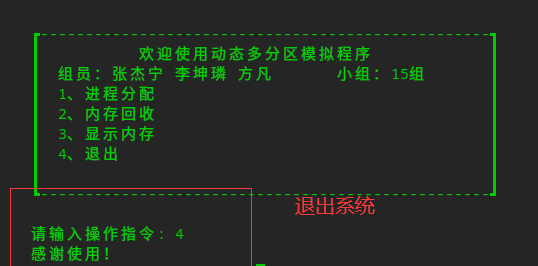 欢迎使用动态多分区模拟程序
组员：张杰宁 李坤璘 方凡 小组：15组
1、进程分配
2、内存回收
3、显示内存
4、退出
退出系统
请输入操作指令：4
感谢使用！